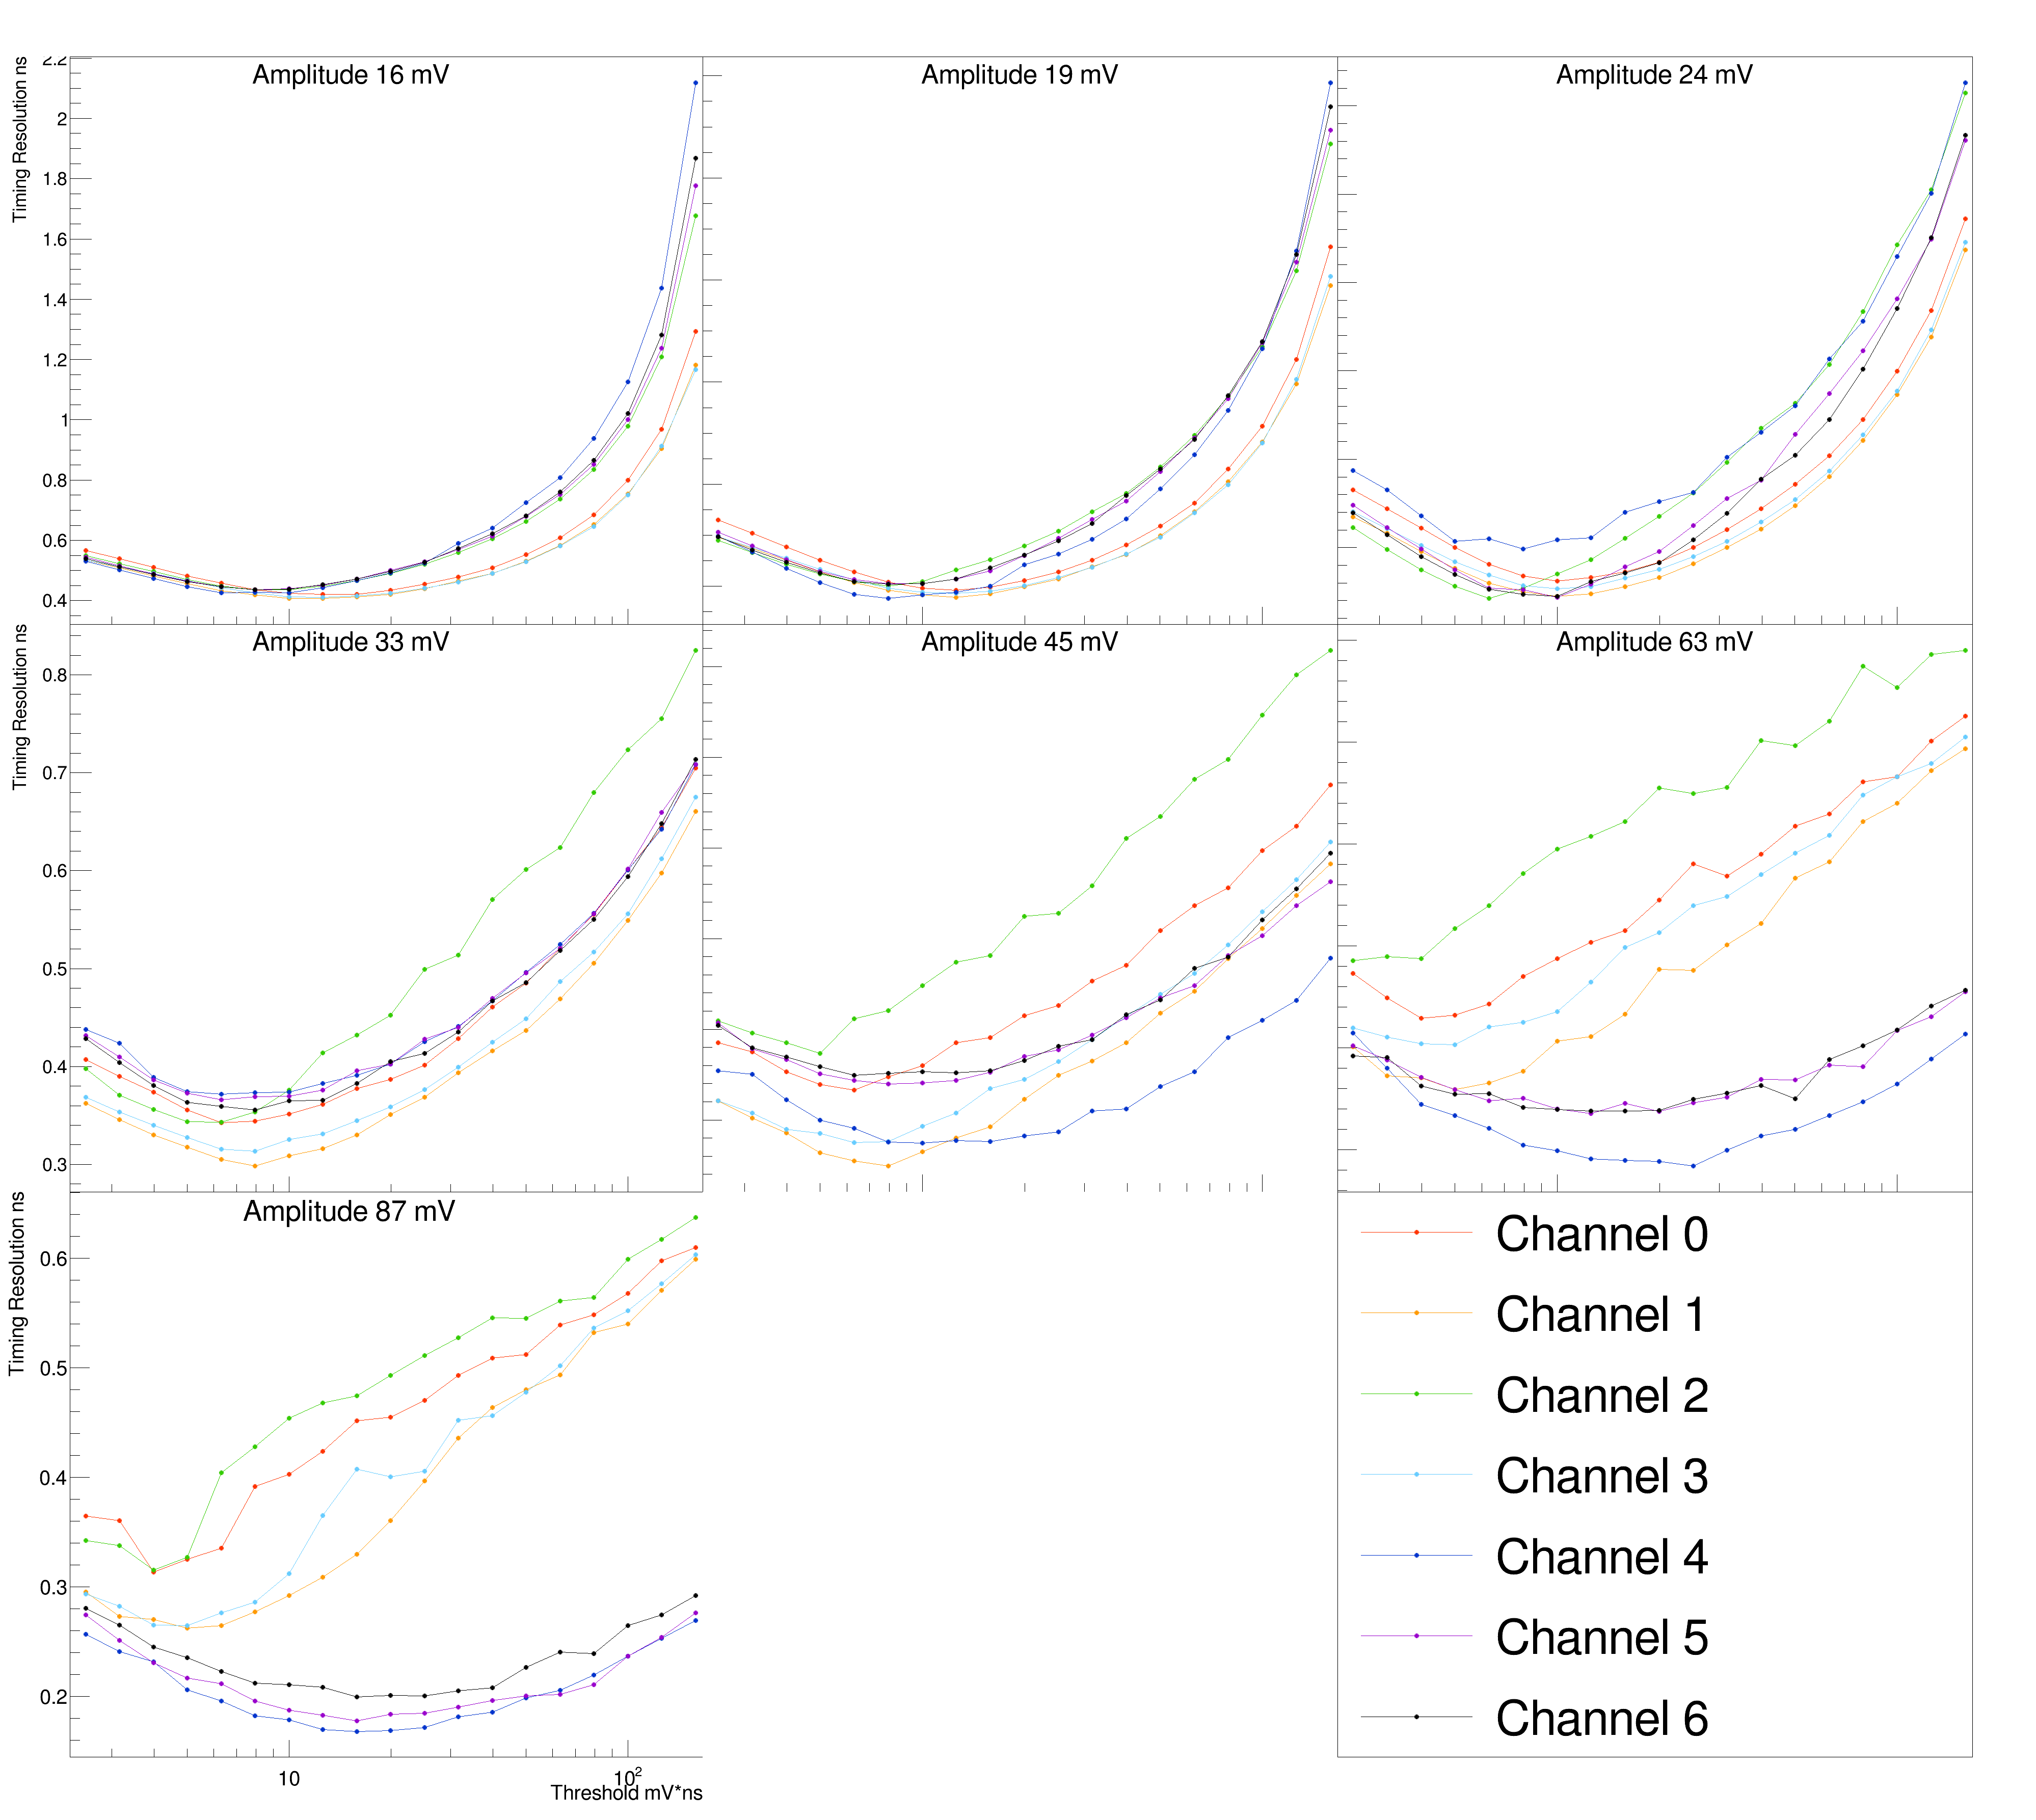 Timing Resolution ns
2.2
2
1.8
1.6
1.4
1.2
1
0.8
0.6
0.4
Amplitude 16 mV
Amplitude 19 mV
Amplitude 24 mV
Timing Resolution ns
0.8
0.7
0.6
0.5
0.4
0.3
Amplitude 33 mV
Amplitude 45 mV
Amplitude 63 mV
Timing Resolution ns
0.6
0.5
0.4
0.3
0.2
Amplitude 87 mV
10
10²
Threshold mV*ns
Channel 0
Channel 1
Channel 2
Channel 3
Channel 4
Channel 5
Channel 6